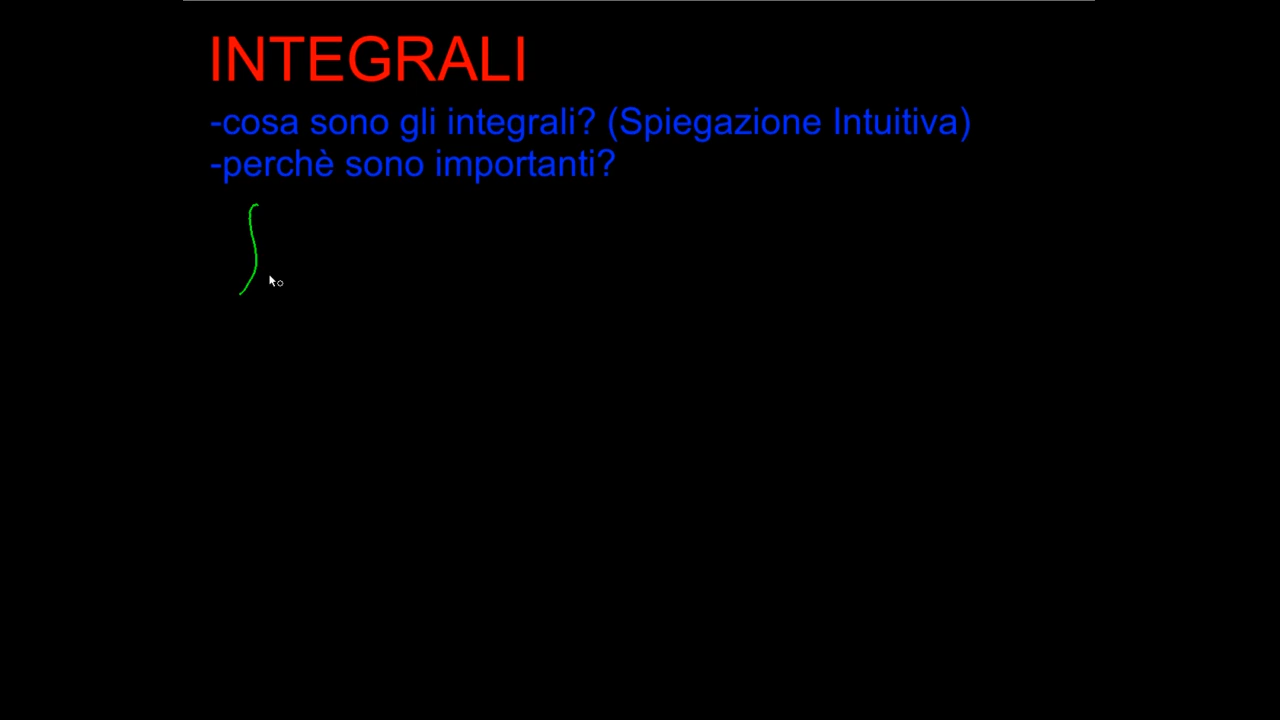 INTEGRALI
-cosa sono gli integrali? (Spiegazione Intuitiva)
-perchè sono importanti?
∫